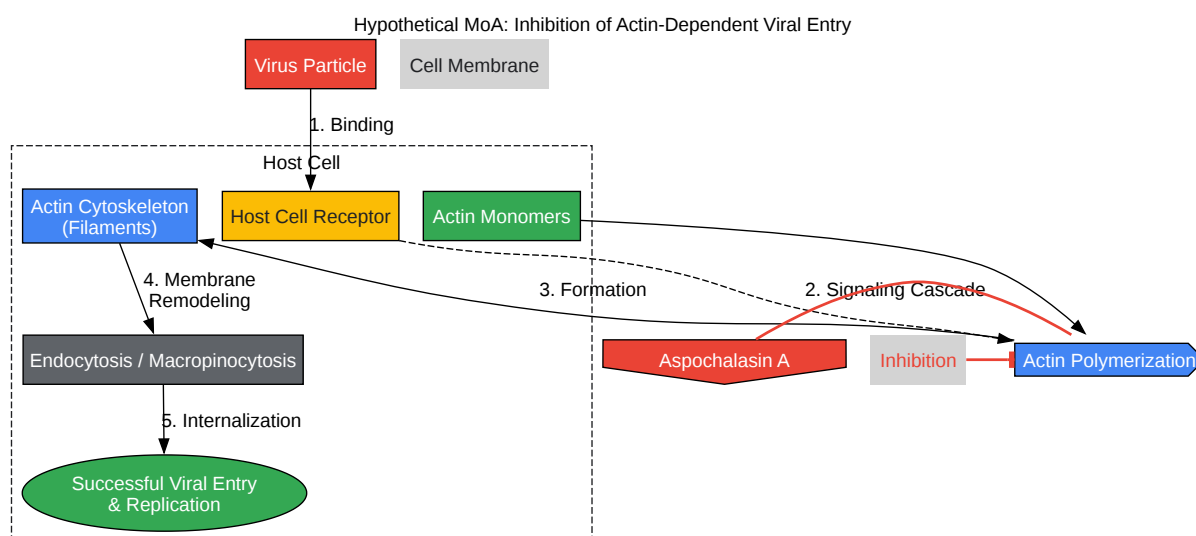 Hypothetical MoA: Inhibition of Actin-Dependent Viral Entry
Virus Particle
Cell Membrane
1. Binding
Host Cell
Actin Cytoskeleton
(Filaments)
Host Cell Receptor
Actin Monomers
4. Membrane
Remodeling
3. Formation
2. Signaling Cascade
Endocytosis / Macropinocytosis
Aspochalasin A
Inhibition
Actin Polymerization
5. Internalization
Successful Viral Entry
& Replication